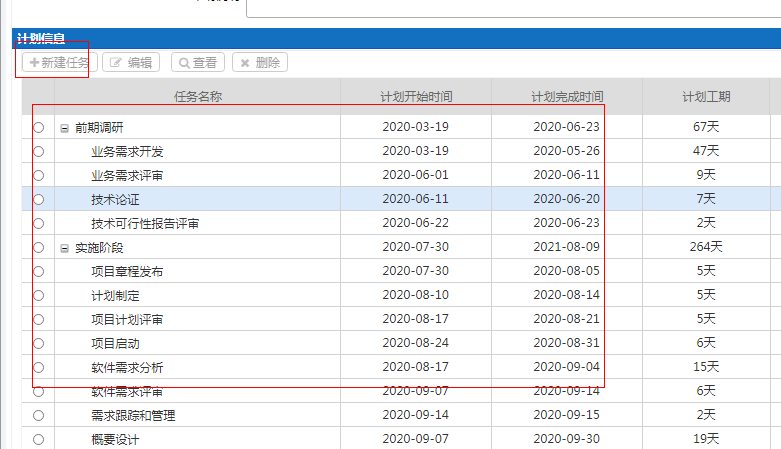 计划信息
新建任务 编辑 查看 删除
任务名称 计划开始时间 计划完成时间 计划工期
前期调研 2020-03-19 2020-06-23 67天
业务需求开发 2020-03-19 2020-05-26 47天
业务需求评审 2020-06-01 2020-06-11 9天
技术论证 2020-06-11 2020-06-20 7天
技术可行性报告评审 2020-06-22 2020-06-23 2天
实施阶段 2020-07-30 2021-08-09 264天
项目章程发布 2020-07-30 2020-08-05 5天
计划制定 2020-08-10 2020-08-14 5天
项目计划评审 2020-08-17 2020-08-21 5天
项目启动 2020-08-24 2020-08-31 6天
软件需求分析 2020-08-17 2020-09-04 15天
软件需求评审 2020-09-07 2020-09-14 6天
需求跟踪和管理 2020-09-14 2020-09-15 2天
概要设计 2020-09-07 2020-09-30 19天